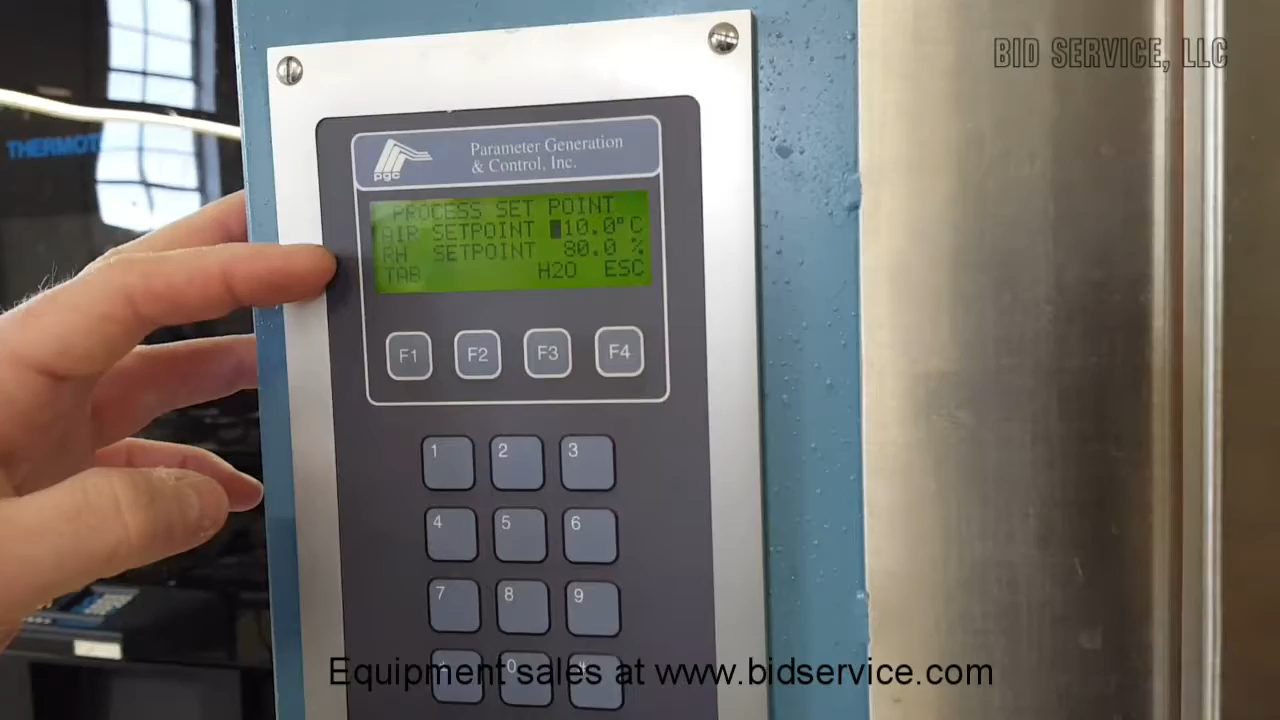 BID SERVICE, LLC
THERMOT
pgc
Parameter Generation
& Control, Inc.
PROCESS SET POINT
AIR SETPOINT 10.0°C
RH SETPOINT 80.0 %
TAB H2O ESC
F1 F2 F3 F4
1 2 3
4 5 6
7 8 9
0
Equipment sales at www.bidservice.com